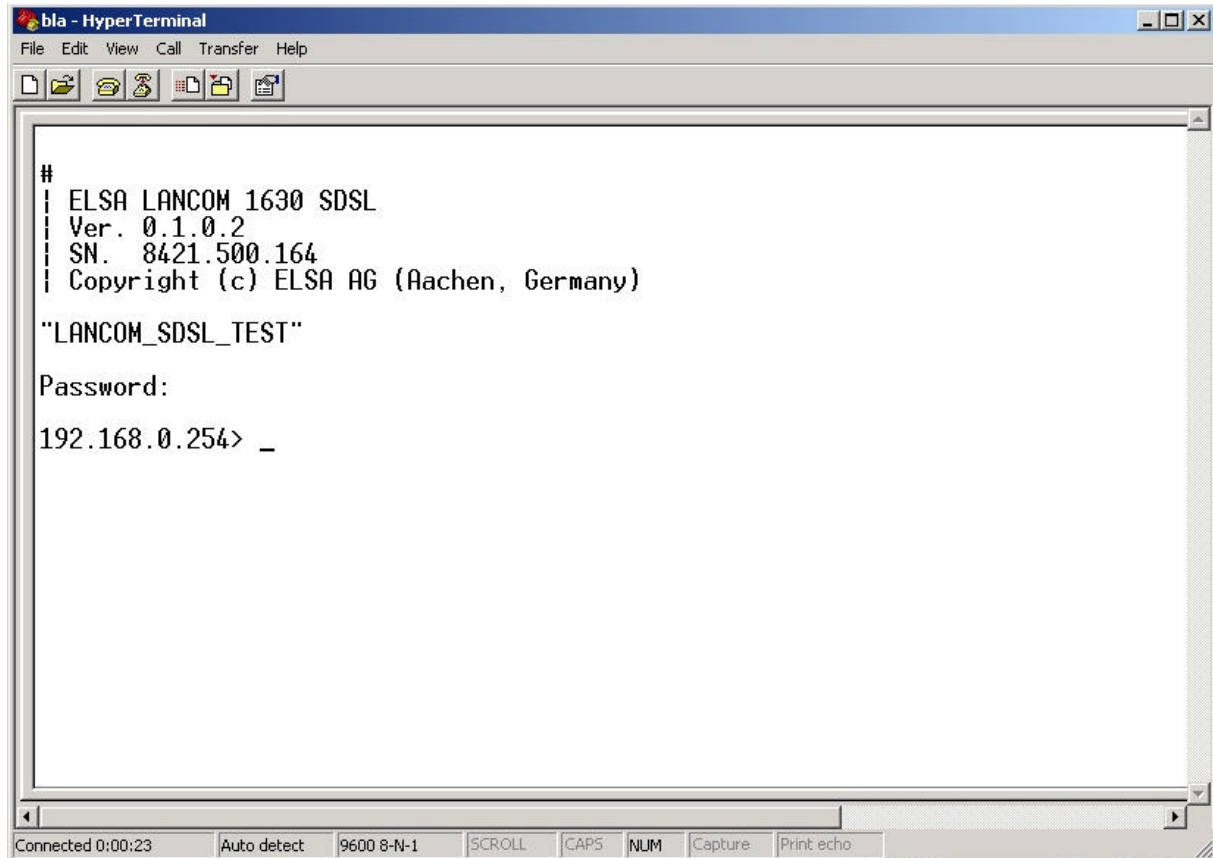 bla - HyperTerminal
File Edit View Call Transfer Help
#
| ELSA LANCOM 1630 SDSL
| Ver. 0.1.0.2
| SN. 8421.500.164
| Copyright (c) ELSA AG (Aachen, Germany)
"LANCOM_SDSL_TEST"
Password:
192.168.0.254> _
Connected 0:00:23 Auto detect 9600 8-N-1 SCROLL CAPS NUM Capture Print echo